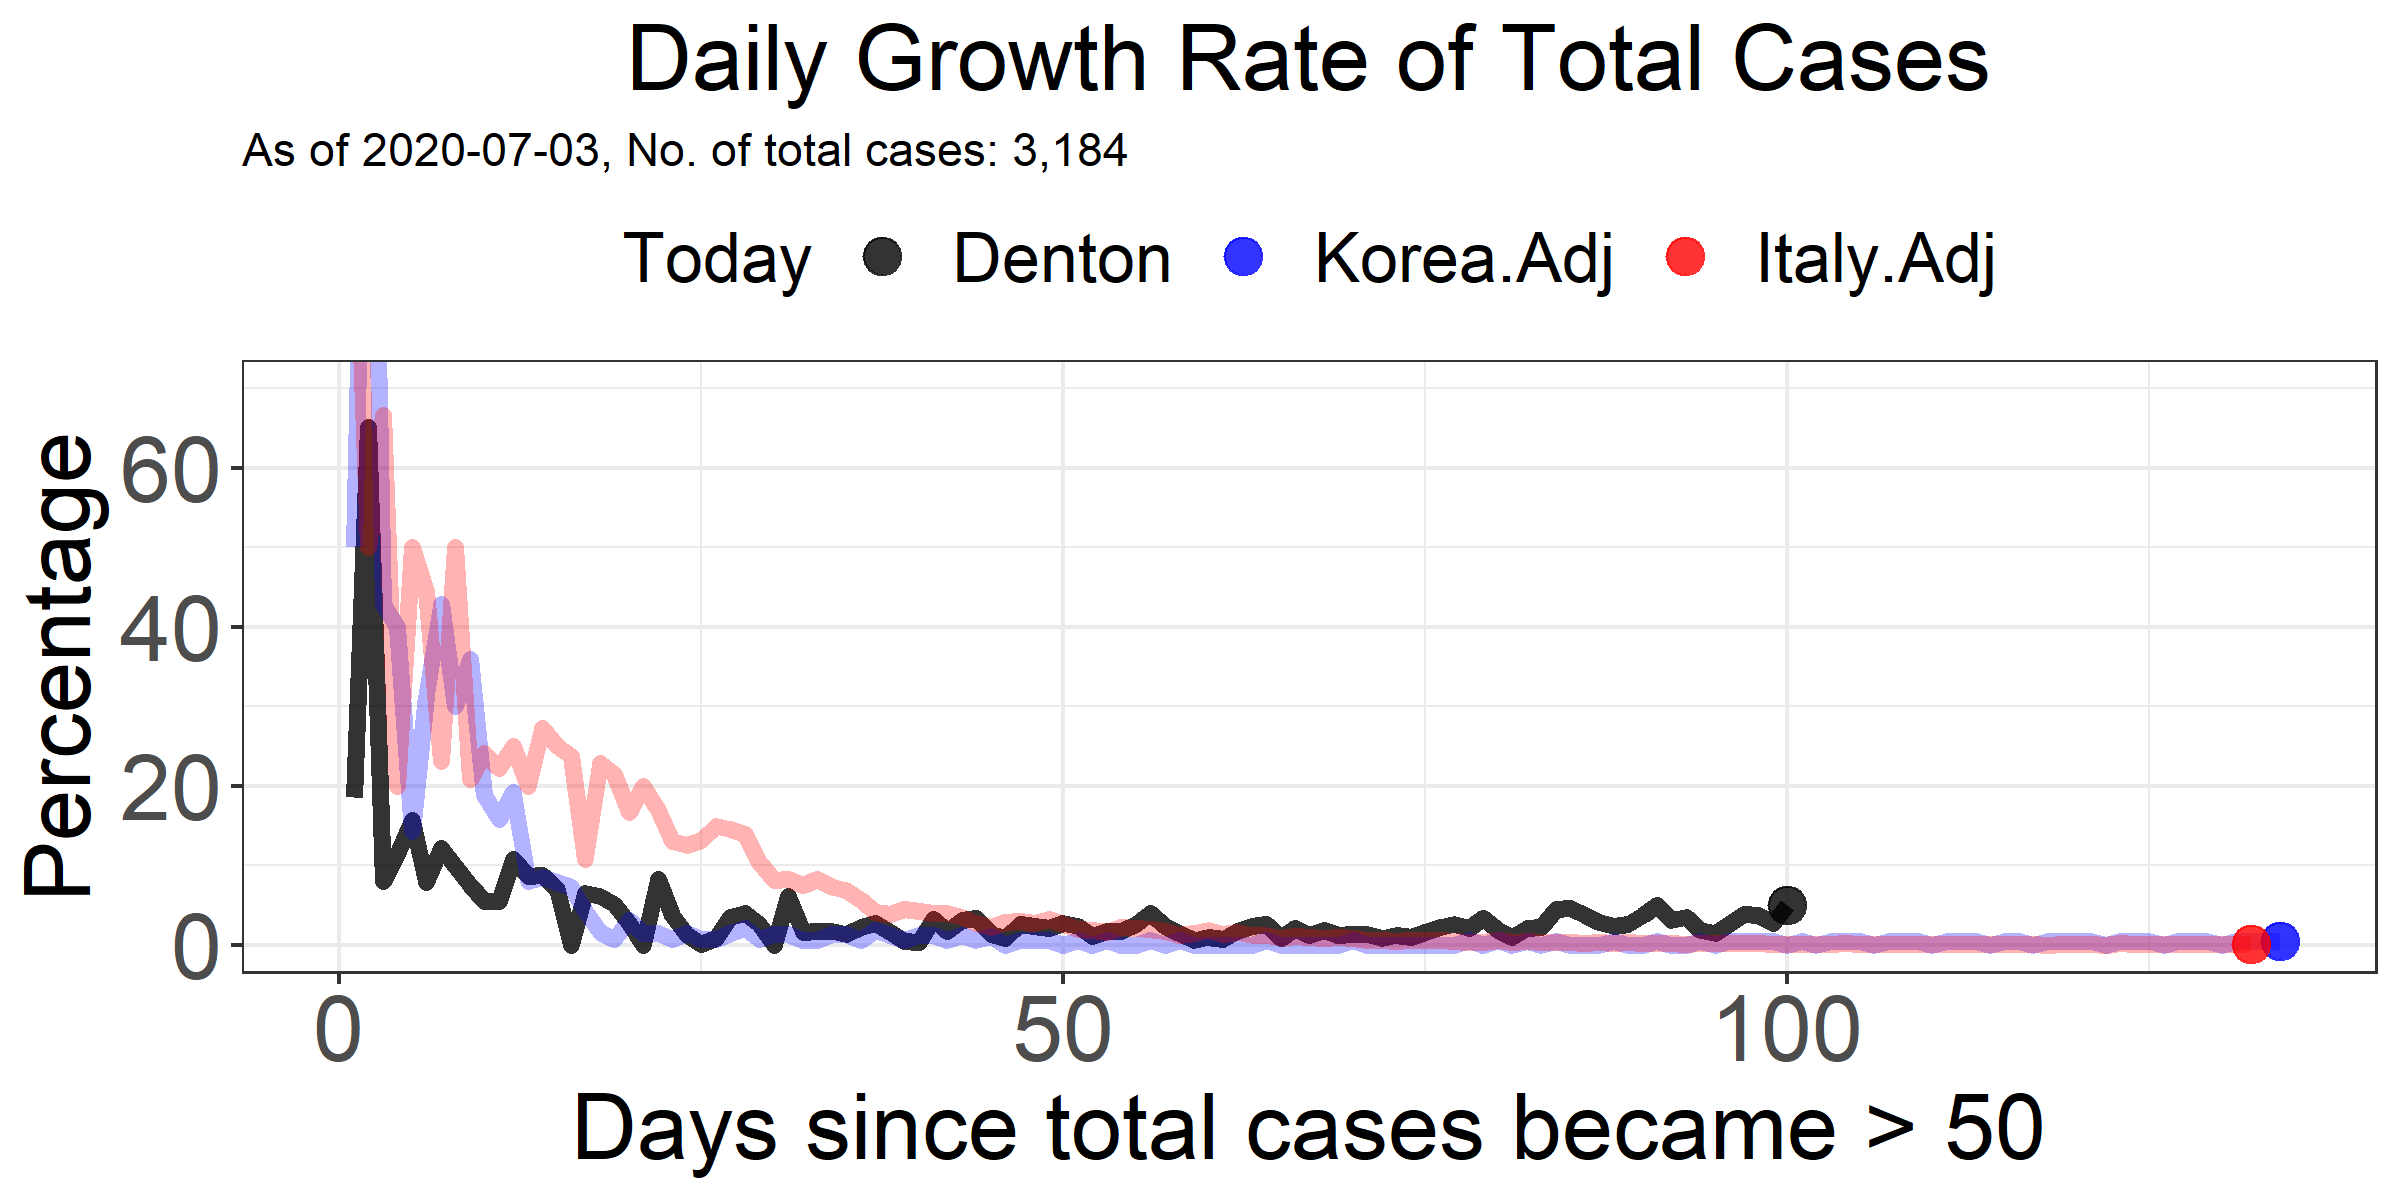 Daily Growth Rate of Total Cases
As of 2020-07-03, No. of total cases: 3,184
Today Denton Korea.Adj Italy.Adj
Percentage
60
40
20
0
0 50 100
Days since total cases became > 50